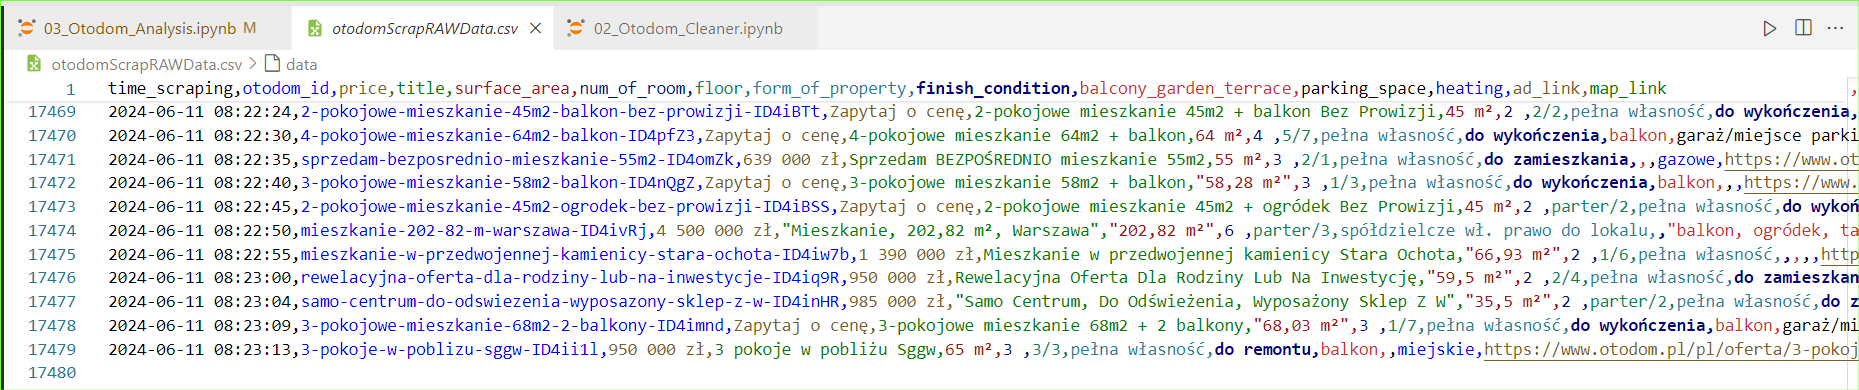 03_Otodom_Analysis.ipynb M otodomScrapRAWData.csv 02_Otodom_Cleaner.ipynb
otodomScrapRAWData.csv > data
1 time_scraping,otodom_id,price,title,surface_area,num_of_room,floor,form_of_property,finish_condition,balcony_garden_terrace,parking_space,heating,ad_link,map_link
17469 2024-06-11 08:22:24,2-pokojowe-mieszkanie-45m2-balkon-bez-prowizji-ID4iBTt,Zapytaj o cenę,2-pokojowe mieszkanie 45m2 + balkon Bez Prowizji,45 m²,2 ,2/2,pełna własność,do wykończenia,
17470 2024-06-11 08:22:30,4-pokojowe-mieszkanie-64m2-balkon-ID4pfZ3,Zapytaj o cenę,4-pokojowe mieszkanie 64m2 + balkon,64 m²,4 ,5/7,pełna własność,do wykończenia,balkon,garaż/miejsce parki
17471 2024-06-11 08:22:35,sprzedam-bezposrednio-mieszkanie-55m2-ID4omZk,639 000 zł,Sprzedam BEZPOŚREDNIO mieszkanie 55m2,55 m²,3 ,2/1,pełna własność,do zamieszkania,,,gazowe,https://www.ot
17472 2024-06-11 08:22:40,3-pokojowe-mieszkanie-58m2-balkon-ID4nQgZ,Zapytaj o cenę,3-pokojowe mieszkanie 58m2 + balkon,"58,28 m²",3 ,1/3,pełna własność,do wykończenia,balkon,,,https://www.
17473 2024-06-11 08:22:45,2-pokojowe-mieszkanie-45m2-ogrodek-bez-prowizji-ID4iBSS,Zapytaj o cenę,2-pokojowe mieszkanie 45m2 + ogródek Bez Prowizji,45 m²,2 ,parter/2,pełna własność,do wykoń
17474 2024-06-11 08:22:50,mieszkanie-202-82-m-warszawa-ID4ivRj,4 500 000 zł,"Mieszkanie, 202,82 m², Warszawa","202,82 m²",6 ,parter/3,spółdzielcze wł. prawo do lokalu,,"balkon, ogródek, ta
17475 2024-06-11 08:22:55,mieszkanie-w-przedwojennej-kamienicy-stara-ochota-ID4iw7b,1 390 000 zł,Mieszkanie w przedwojennej kamienicy Stara Ochota,"66,93 m²",2 ,1/6,pełna własność,,,,,http
17476 2024-06-11 08:23:00,rewelacyjna-oferta-dla-rodziny-lub-na-inwestycje-ID4iq9R,950 000 zł,Rewelacyjna Oferta Dla Rodziny Lub Na Inwestycję,"59,5 m²",2 ,2/4,pełna własność,do zamieszkan
17477 2024-06-11 08:23:04,samo-centrum-do-odswiezenia-wyposazony-sklep-z-w-ID4inHR,985 000 zł,"Samo Centrum, Do Odświeżenia, Wyposażony Sklep Z W","35,5 m²",2 ,parter/2,pełna własność,do z
17478 2024-06-11 08:23:09,3-pokojowe-mieszkanie-68m2-2-balkony-ID4imnd,Zapytaj o cenę,3-pokojowe mieszkanie 68m2 + 2 balkony,"68,03 m²",3 ,1/7,pełna własność,do wykończenia,balkon,garaż/mi
17479 2024-06-11 08:23:13,3-pokoje-w-poblizu-sggw-ID4ii1l,950 000 zł,3 pokoje w pobliżu Sggw,65 m²,3 ,3/3,pełna własność,do remontu,balkon,,miejskie,https://www.otodom.pl/pl/oferta/3-pokoj
17480